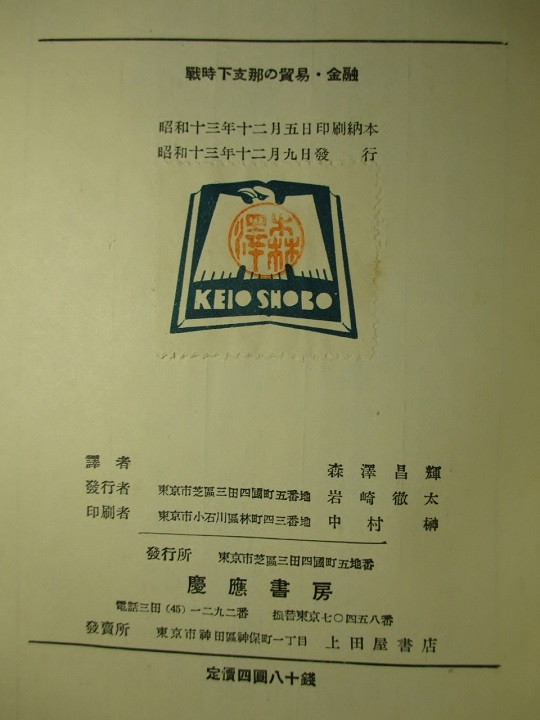 戰時下支那の貿易・金融
昭和十三年十二月五日印刷納本
昭和十三年十二月九日發 行
森澤
KEIO SHOBO
譯者 森澤昌輝
發行者 東京市芝區三田四國町五番地 岩崎徹太
印刷者 東京市小石川區林町四三番地 中村榊
發行所 東京市芝區三田四國町五地番
慶應書房
電話三田(45)一二九二番 振替東京七〇四五八番
發賣所 東京市神田區神保町一丁目 上田屋書店
定價四圓八十錢